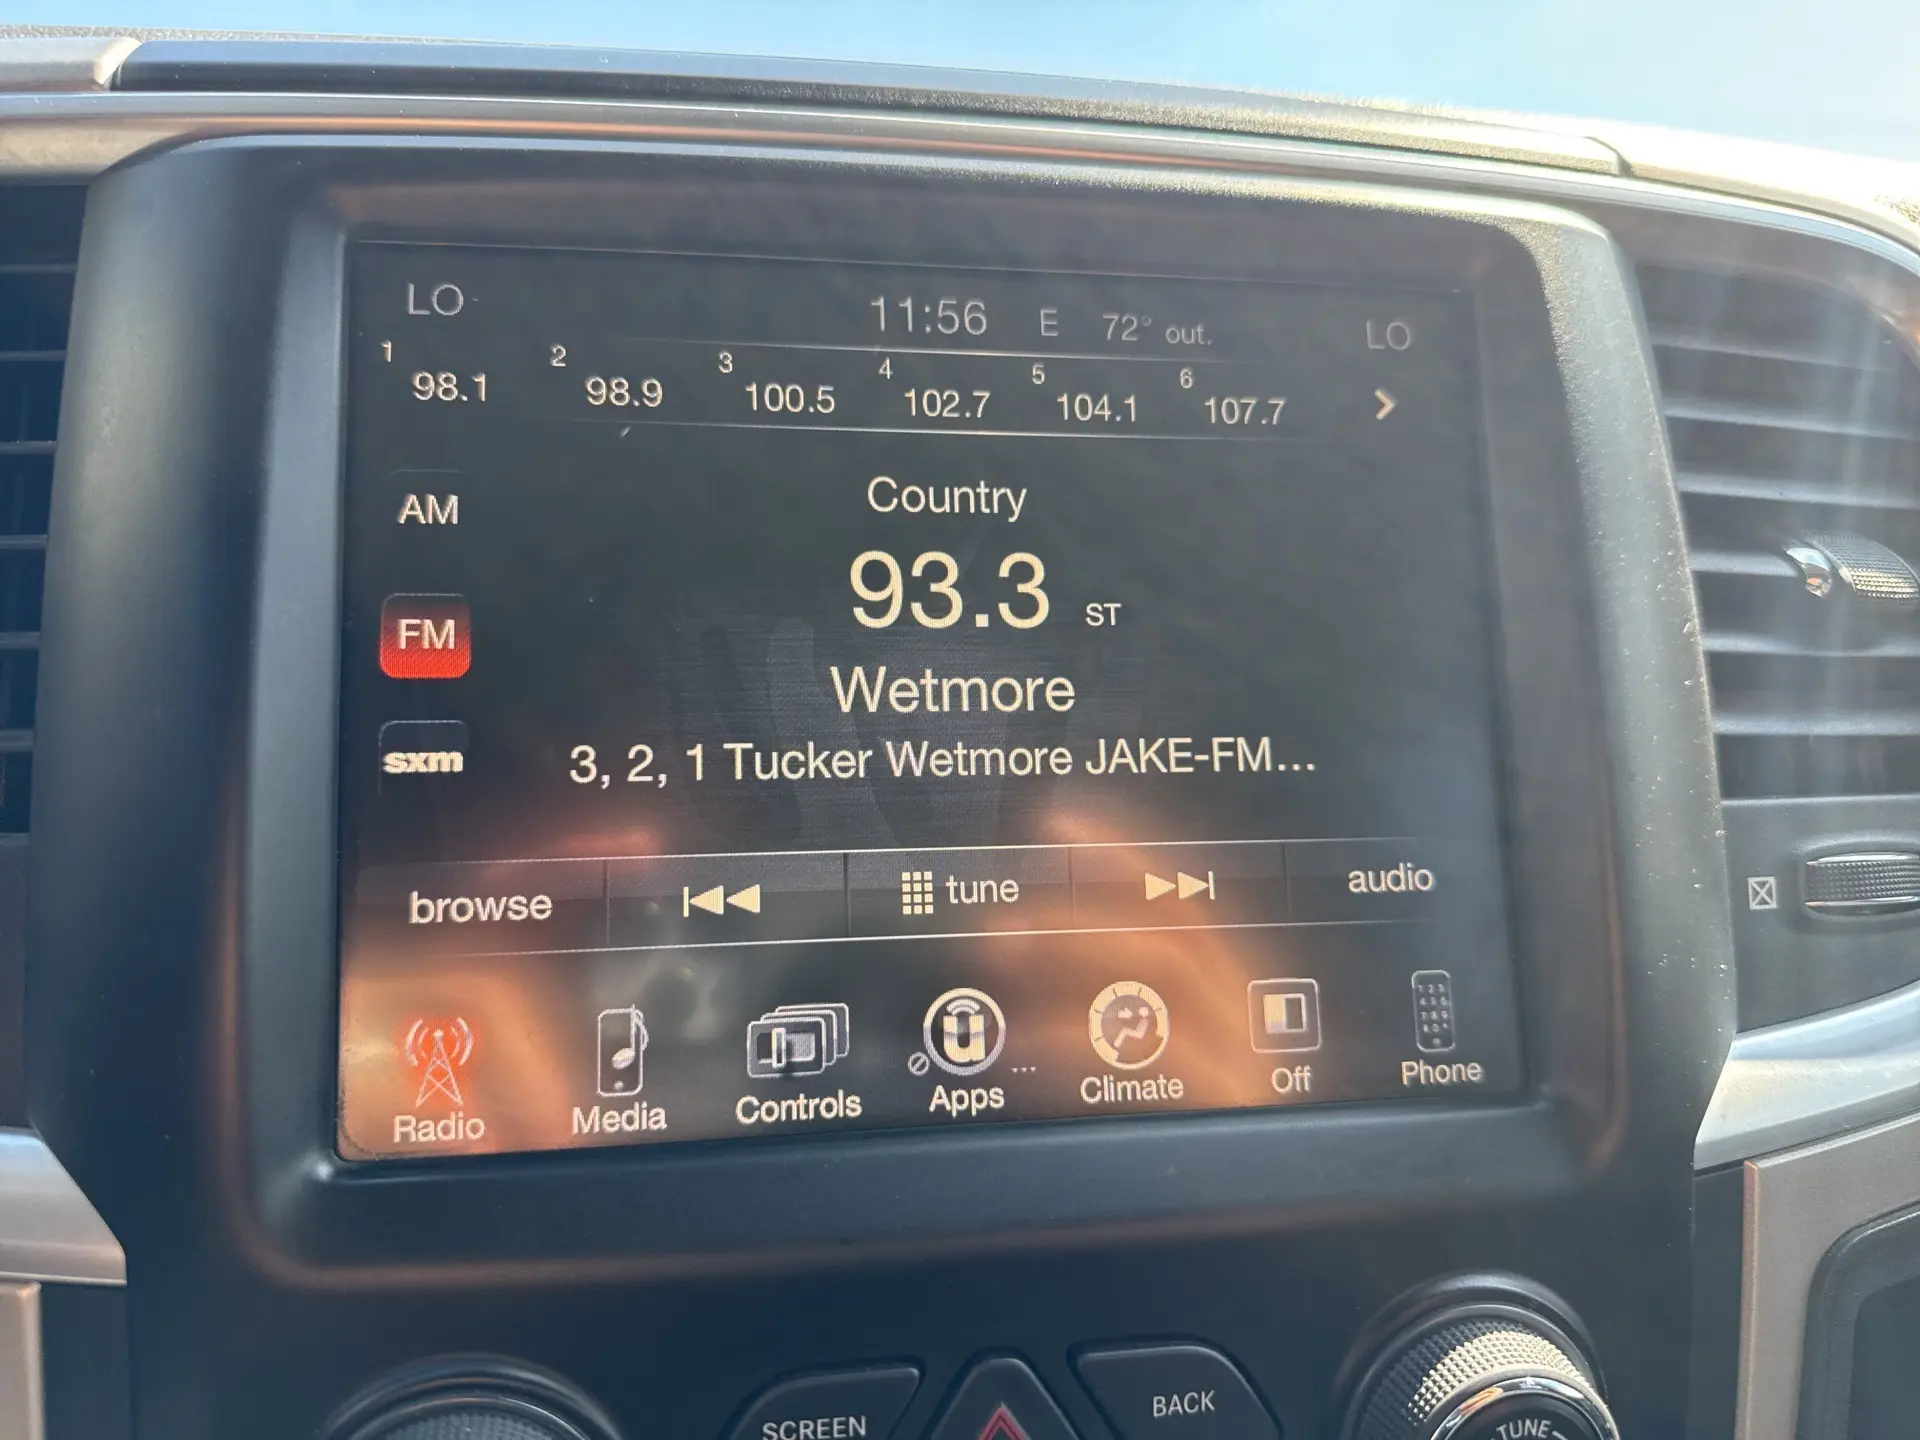 LO 11:56 E 72° out. LO
1 98.1 2 98.9 3 100.5 4 102.7 5 104.1 6 107.7
AM
FM
sxm
Country
93.3 ST
Wetmore
3, 2, 1 Tucker Wetmore JAKE-FM...
browse tune audio
Radio Media Controls Apps ... Climate Off Phone
SCREEN BACK TUNE